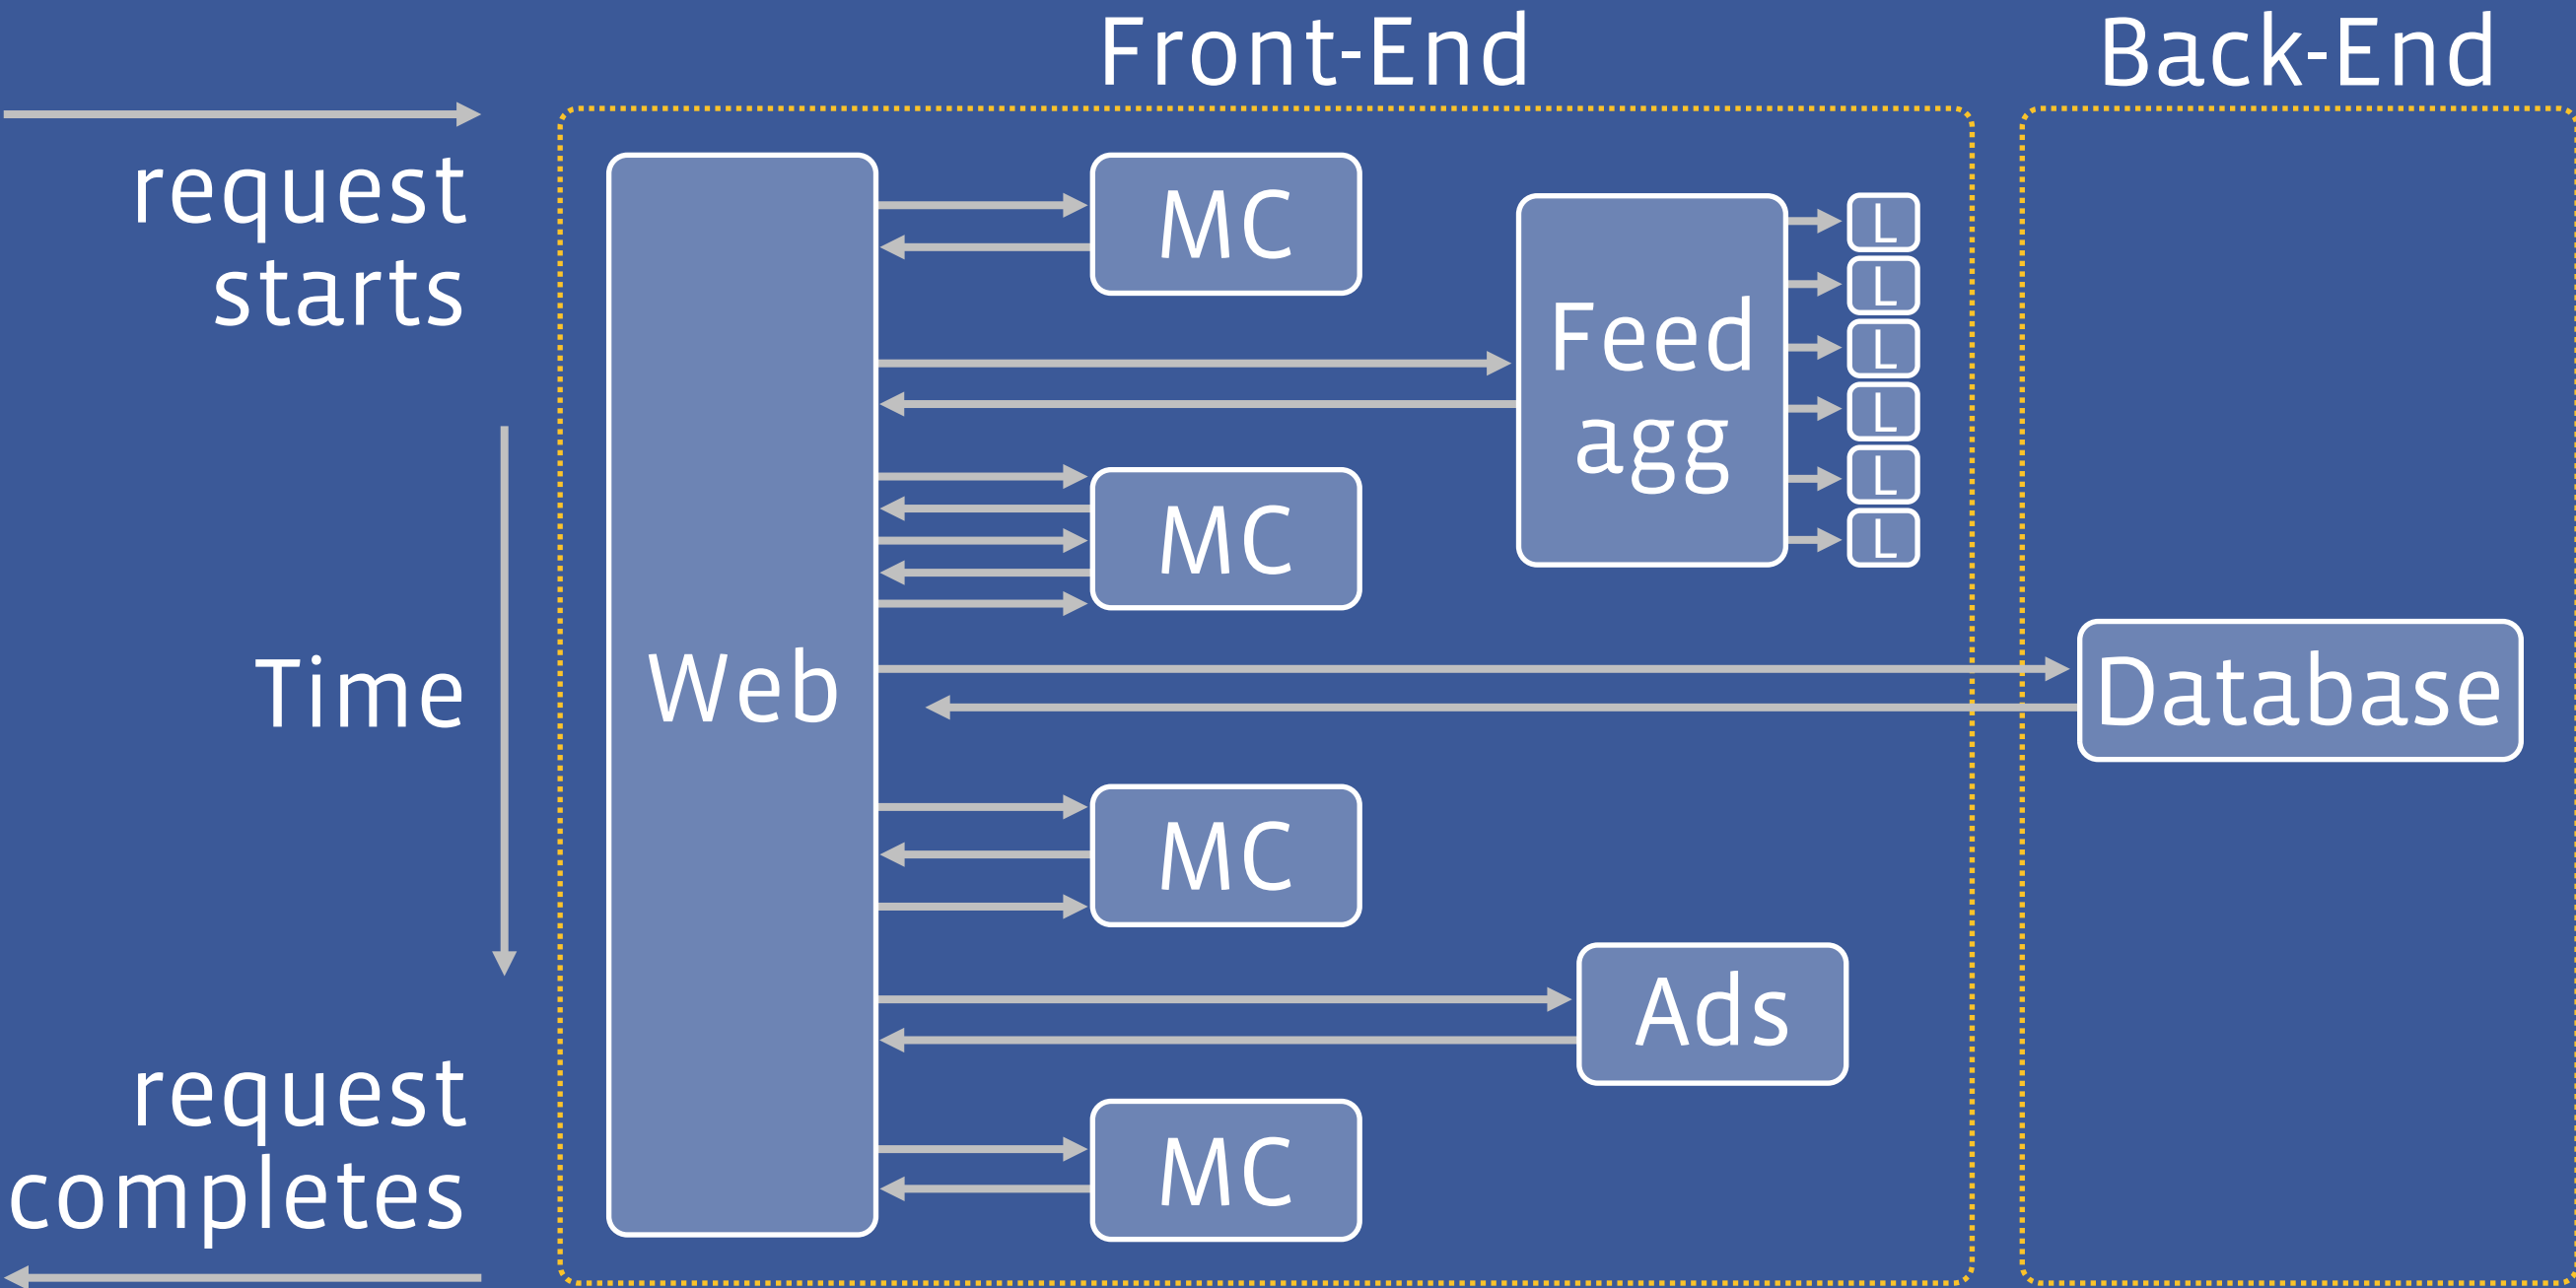 Front-End
Back-End
request
starts
MC
Feed
agg
L
L
L
L
L
L
MC
Time
Web
Database
MC
Ads
request
completes
MC